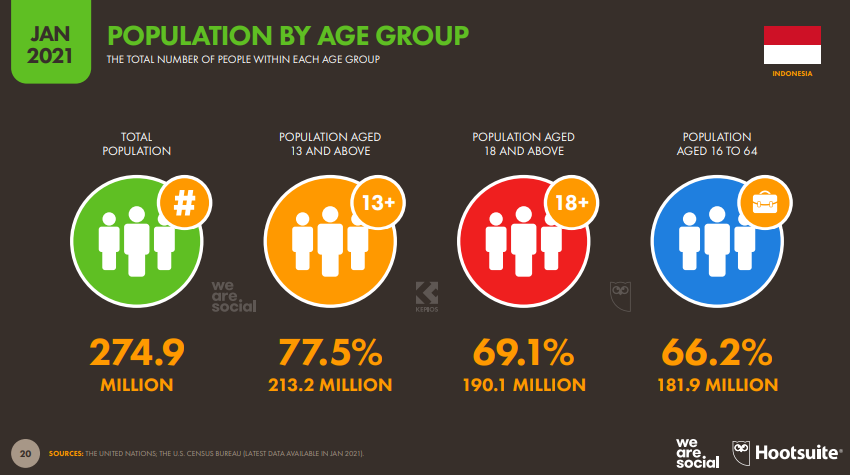 JAN
2021
POPULATION BY AGE GROUP
THE TOTAL NUMBER OF PEOPLE WITHIN EACH AGE GROUP
INDONESIA
TOTAL
POPULATION
POPULATION AGED
13 AND ABOVE
POPULATION AGED
18 AND ABOVE
POPULATION
AGED 16 TO 64
#
13+
18+
we
are
social
KEPIOS
274.9
MILLION
77.5%
213.2 MILLION
69.1%
190.1 MILLION
66.2%
181.9 MILLION
20
SOURCES: THE UNITED NATIONS; THE U.S. CENSUS BUREAU (LATEST DATA AVAILABLE IN JAN 2021).
we
are
social
Hootsuite®